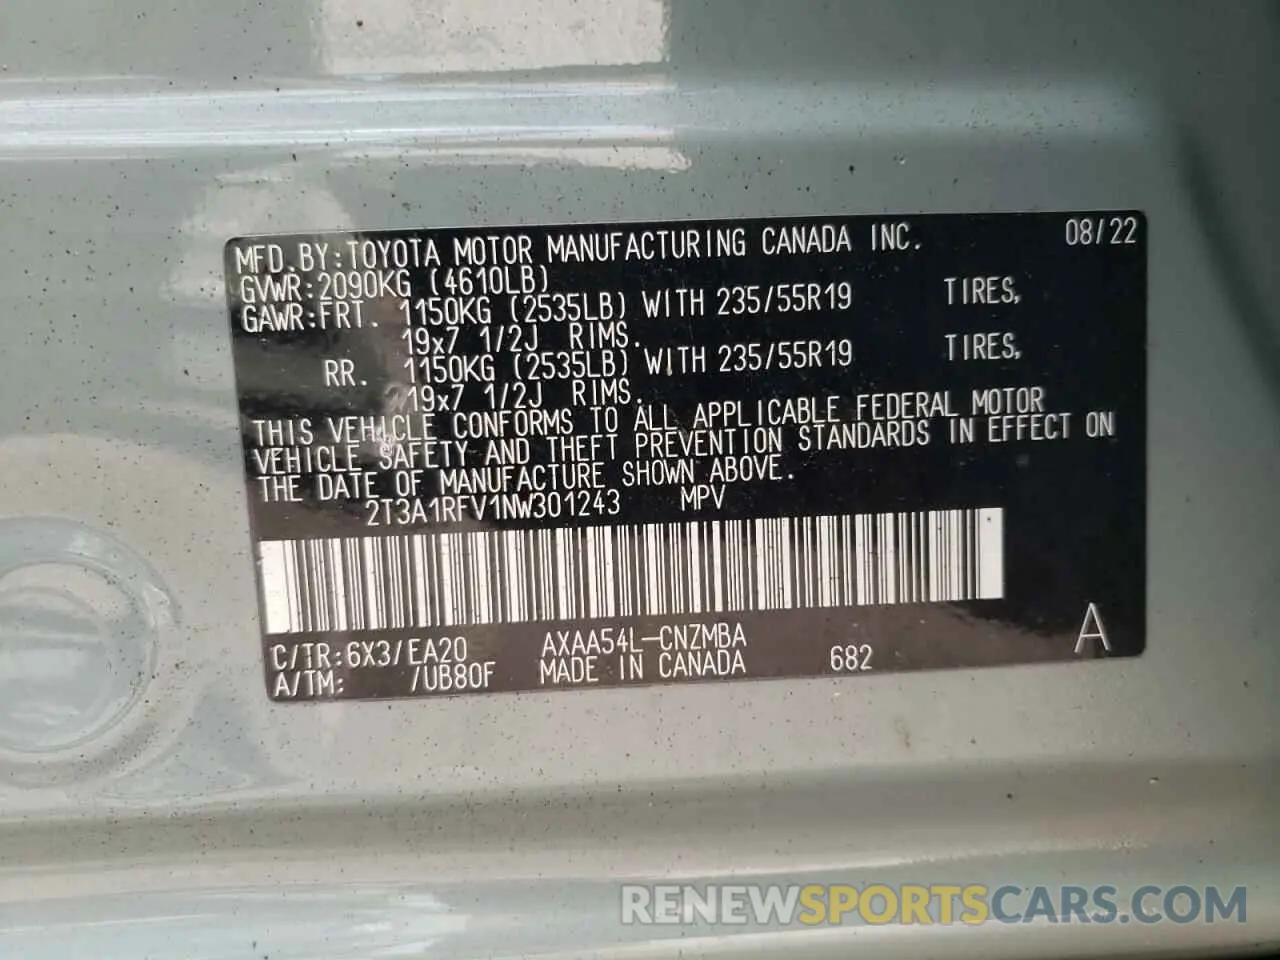 MFD.BY:TOYOTA MOTOR MANUFACTURING CANADA INC. 08/22
GVWR:2090KG (4610LB)
GAWR:FRT. 1150KG (2535LB) WITH 235/55R19 TIRES,
19x7 1/2J RIMS.
RR. 1150KG (2535LB) WITH 235/55R19 TIRES,
19x7 1/2J RIMS.
THIS VEHICLE CONFORMS TO ALL APPLICABLE FEDERAL MOTOR
VEHICLE SAFETY AND THEFT PREVENTION STANDARDS IN EFFECT ON
THE DATE OF MANUFACTURE SHOWN ABOVE.
2T3A1RFV1NW301243 MPV
C/TR:6X3/EA20 AXAA54L-CNZMBA A
A/TM: /UB80F MADE IN CANADA 682
RENEWSPORTSCARS.COM